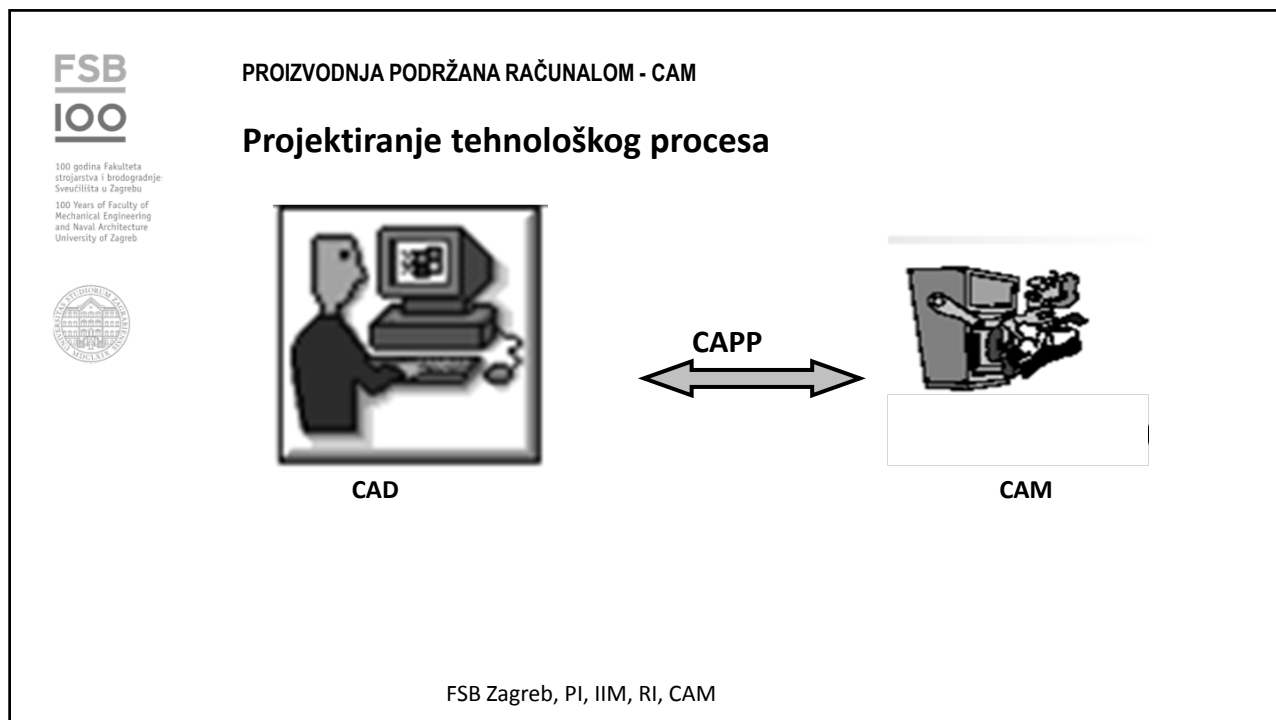 FSB
100
100 godina Fakulteta
strojarstva i brodogradnje
Sveučilišta u Zagrebu
100 Years of Faculty of
Mechanical Engineering
and Naval Architecture
University of Zagreb
PROIZVODNJA PODRŽANA RAČUNALOM - CAM
Projektiranje tehnološkog procesa
CAPP
CAD
CAM
FSB Zagreb, PI, IIM, RI, CAM